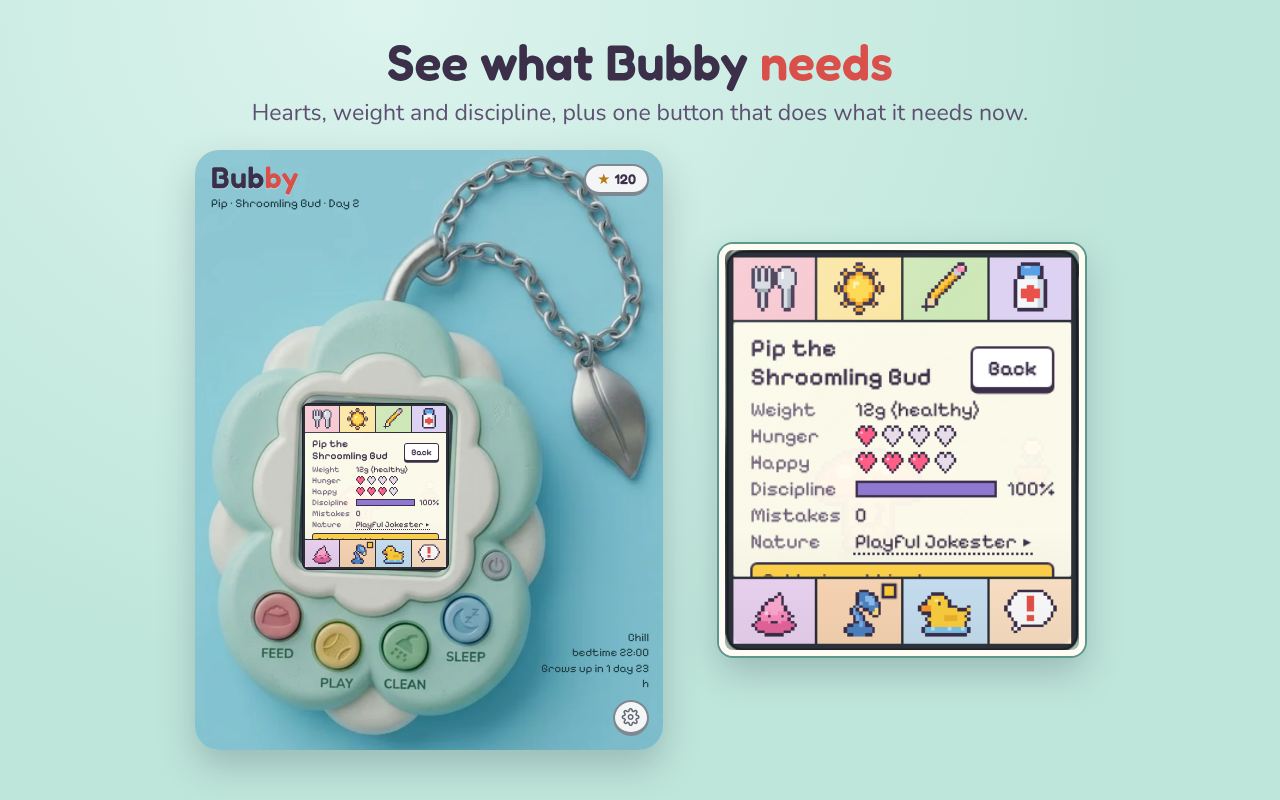 See what Bubby needs
Hearts, weight and discipline, plus one button that does what it needs now.
Bubby
Pip · Shroomling Bud · Day 2
★ 120
Pip the
Shroomling Bud
Back
Weight 12g (healthy)
Hunger
Happy
Discipline 100%
Mistakes 0
Nature Playful Jokester ▸
FEED
PLAY
CLEAN
SLEEP
Chill
bedtime 22:00
Grows up in 1 day 23
h
Pip the
Shroomling Bud
Back
Weight 12g (healthy)
Hunger
Happy
Discipline 100%
Mistakes 0
Nature Playful Jokester ▸